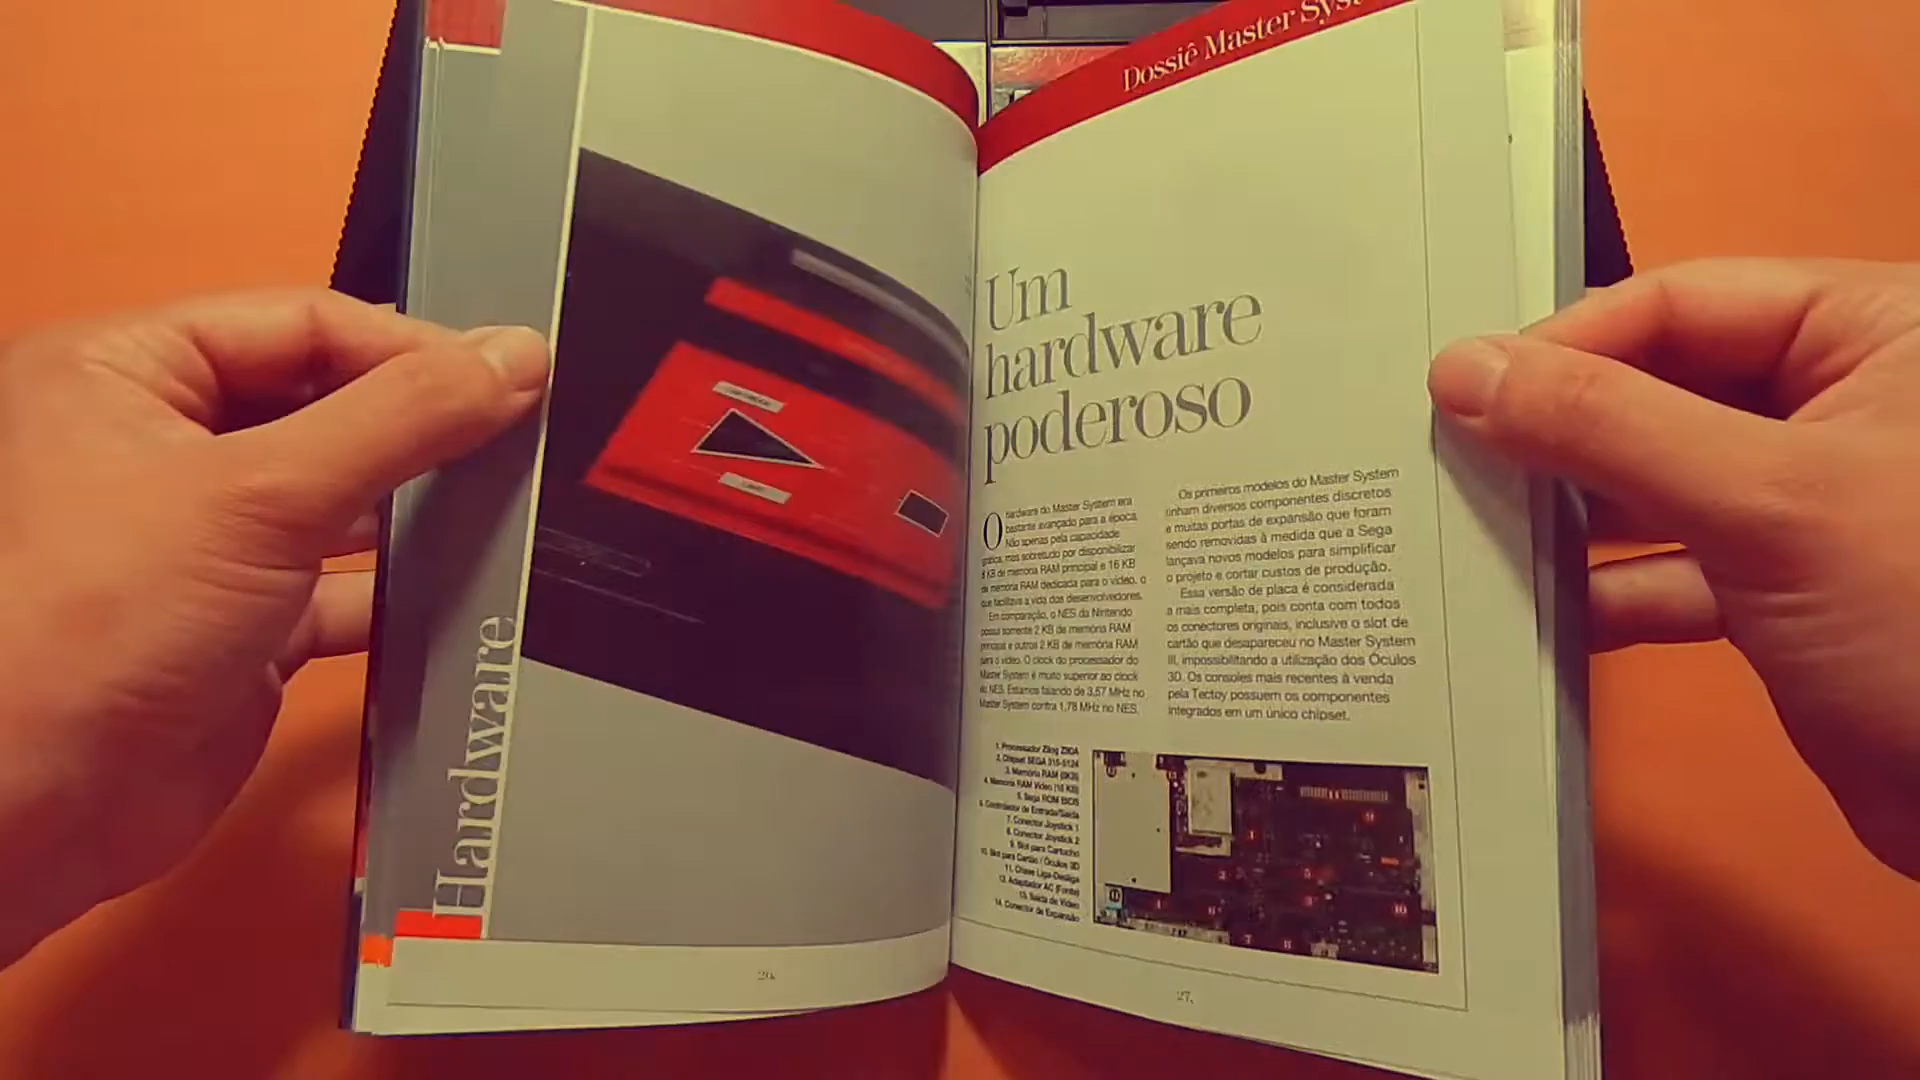 Hardware
Dossiê Master Syst
Um
hardware
poderoso
O hardware do Master System era
bastante avançado para a época.
Não apenas pela capacidade
gráfica, mas sobretudo por disponibilizar
8 KB de memória RAM principal e 16 KB
de memória RAM dedicada para o vídeo, o
que facilitava a vida dos desenvolvedores.
Em comparação, o NES da Nintendo
possui somente 2 KB de memória RAM
principal e outros 2 KB de memória RAM
para o vídeo. O clock do processador do
Master System é muito superior ao clock
do NES. Estamos falando de 3,57 MHz no
Master System contra 1,78 MHz no NES.
Os primeiros modelos do Master System
tinham diversos componentes discretos
e muitas portas de expansão que foram
sendo removidas à medida que a Sega
lançava novos modelos para simplificar
o projeto e cortar custos de produção.
Essa versão de placa é considerada
a mais completa, pois conta com todos
os conectores originais, inclusive o slot de
cartão que desapareceu no Master System
III, impossibilitando a utilização dos Óculos
3D. Os consoles mais recentes à venda
pela Tectoy possuem os componentes
integrados em um único chipset.
1. Processador Zilog Z80A
2. Chipset SEGA 315-5124
3. Memória RAM (8KB)
4. Memória RAM Vídeo (16 KB)
5. Sega ROM BIOS
6. Controlador de Entrada/Saída
7. Conector Joystick 1
8. Conector Joystick 2
9. Slot para Cartucho
10. Slot para Cartão / Óculos 3D
11. Chave Liga-Desliga
12. Adaptador AC (Fonte)
13. Saída de Vídeo
14. Conector de Expansão
27.